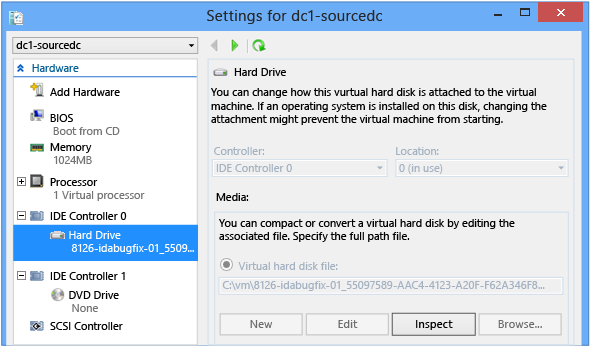 Settings for dc1-sourcedc
dc1-sourcedc
Hardware
Add Hardware
BIOS
Boot from CD
Memory
1024MB
Processor
1 Virtual processor
IDE Controller 0
Hard Drive
8126-idabugfix-01_5509...
IDE Controller 1
DVD Drive
None
SCSI Controller
Hard Drive
You can change how this vurtual hard disk is attached to the virtual
machine. If an operating system is installed on this disk, changing the
attachment might prevent the virtual machine from starting.
Controller:
Location:
IDE Controller 0
0 (in use)
Media:
You can compact or convert a virtual hard disk by editing the
associated file. Specify the full path file.
Virtual hard disk file:
C:\vm\8126-idabugfix-01_55097589-AAC4-4123-A20F-F62A346F8...
New
Edit
Inspect
Browse...